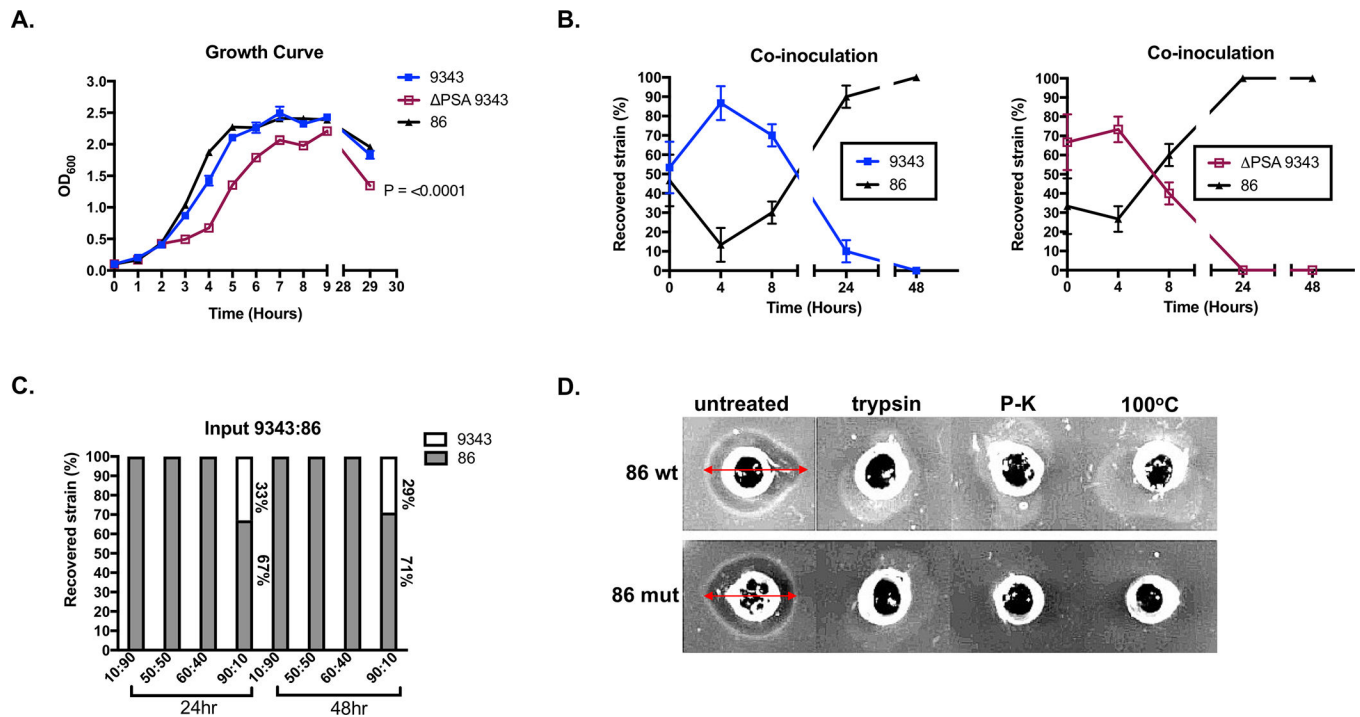 A.
Growth Curve
9343
ΔPSA 9343
86
3.0
2.5
2.0
1.5
1.0
0.5
0.0
OD600
P = <0.0001
0 1 2 3 4 5 6 7 8 9 28 29 30
Time (Hours)
B.
Co-inoculation
100
90
80
70
60
50
40
30
20
10
0
Recovered strain (%)
9343
86
0 4 8 24 48
Time (Hours)
Co-inoculation
100
90
80
70
60
50
40
30
20
10
0
Recovered strain (%)
ΔPSA 9343
86
0 4 8 24 48
Time (Hours)
C.
Input 9343:86
9343
86
100
90
80
70
60
50
40
30
20
10
0
Recovered strain (%)
33%
67%
29%
71%
10:90 50:50 60:40 90:10 10:90 50:50 60:40 90:10
24hr 48hr
D.
untreated trypsin P-K 100ºC
86 wt
86 mut